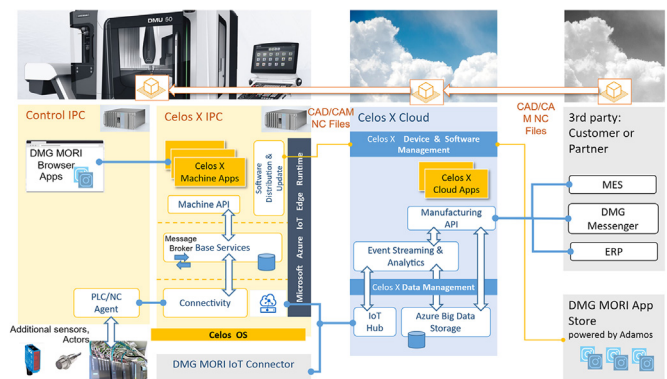 DMU 50
Control IPC
Celos X IPC
CAD/CAM
NC Files
Celos X Cloud
CAD/CA
M NC
Files
3rd party:
Customer or
Partner
DMG MORI
Browser
Apps
Celos X
Machine Apps
Software
Distribution &
Update
Microsoft Azure IoT Edge Runtime
Celos X Device & Software
Management
Celos X
Cloud Apps
MES
Machine API
Manufacturing
API
DMG
Messenger
Message
Broker
Base Services
Event Streaming &
Analytics
ERP
Celos X Data Management
PLC/NC
Agent
Connectivity
IoT
Hub
Azure Big Data
Storage
DMG MORI App
Store
powered by Adamos
Additional sensors,
Actors
Celos OS
DMG MORI IoT Connector